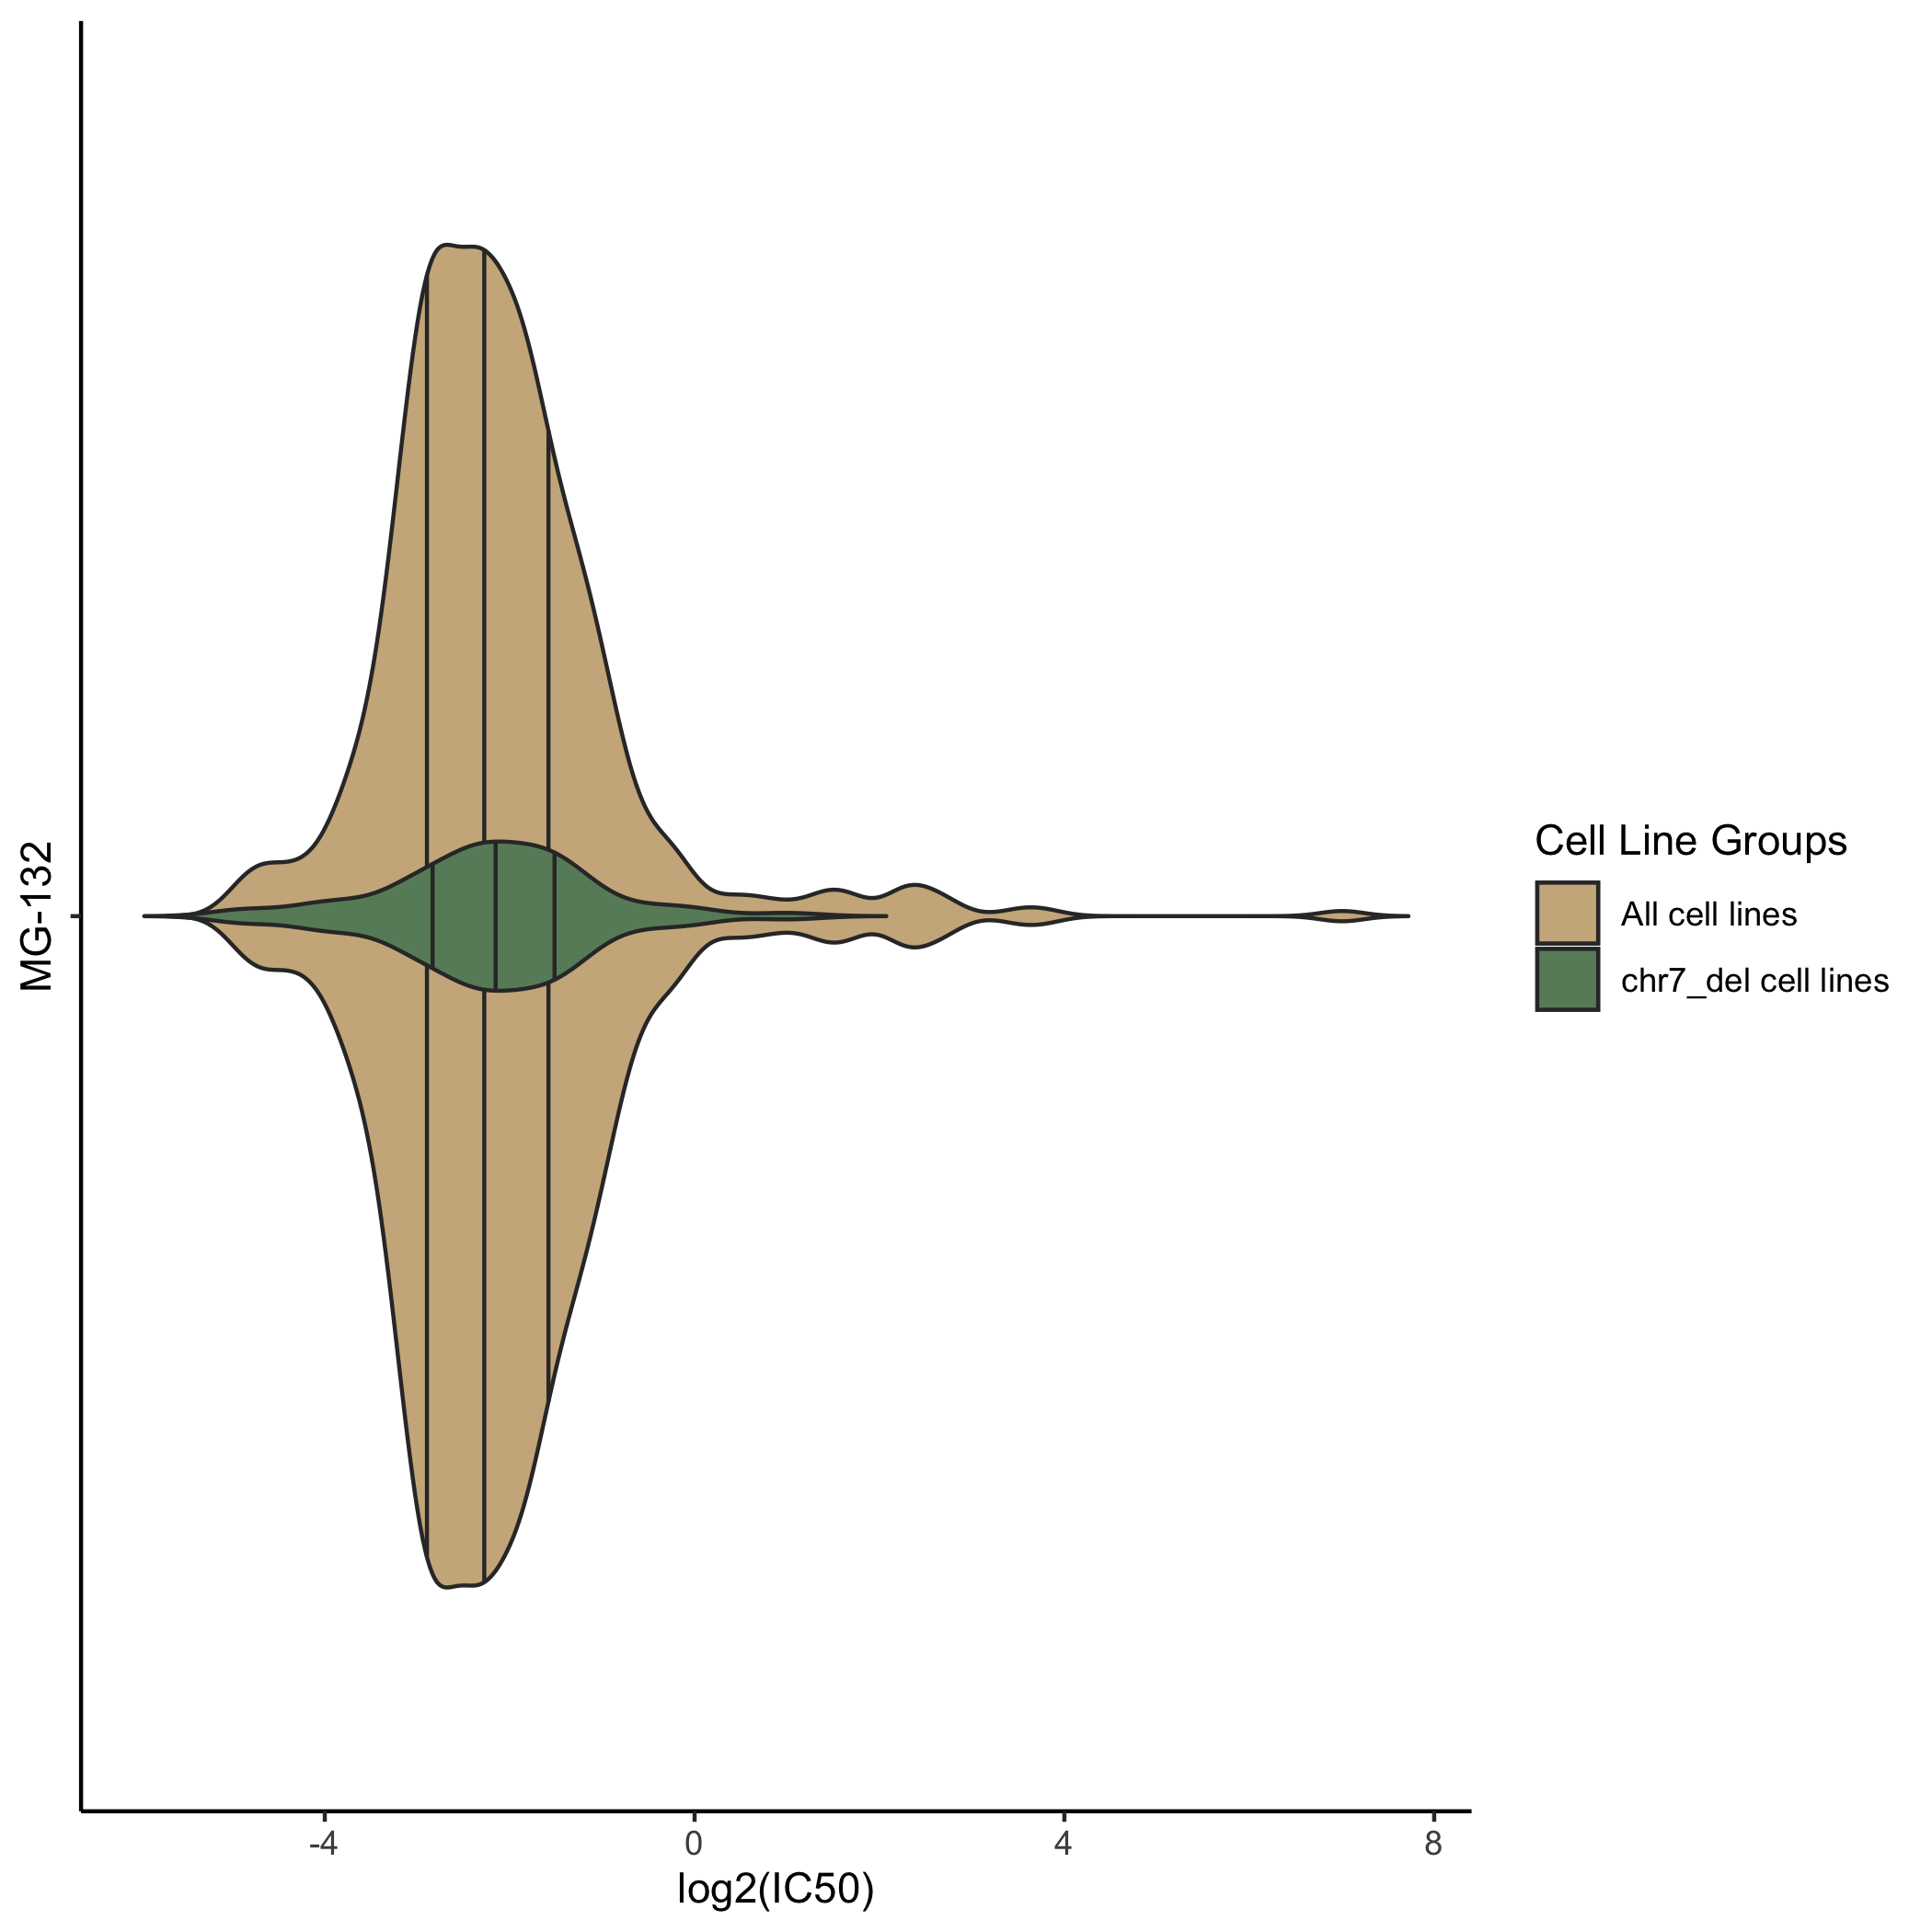 MG-132
Cell Line Groups
All cell lines
chr7_del cell lines
-4 0 4 8
log2(IC50)